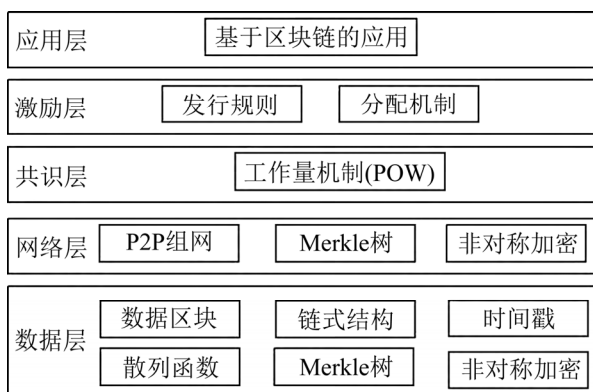 应用层 基于区块链的应用
激励层 发行规则 分配机制
共识层 工作量机制(POW)
网络层 P2P组网 Merkle树 非对称加密
数据层 数据区块 链式结构 时间戳
散列函数 Merkle树 非对称加密